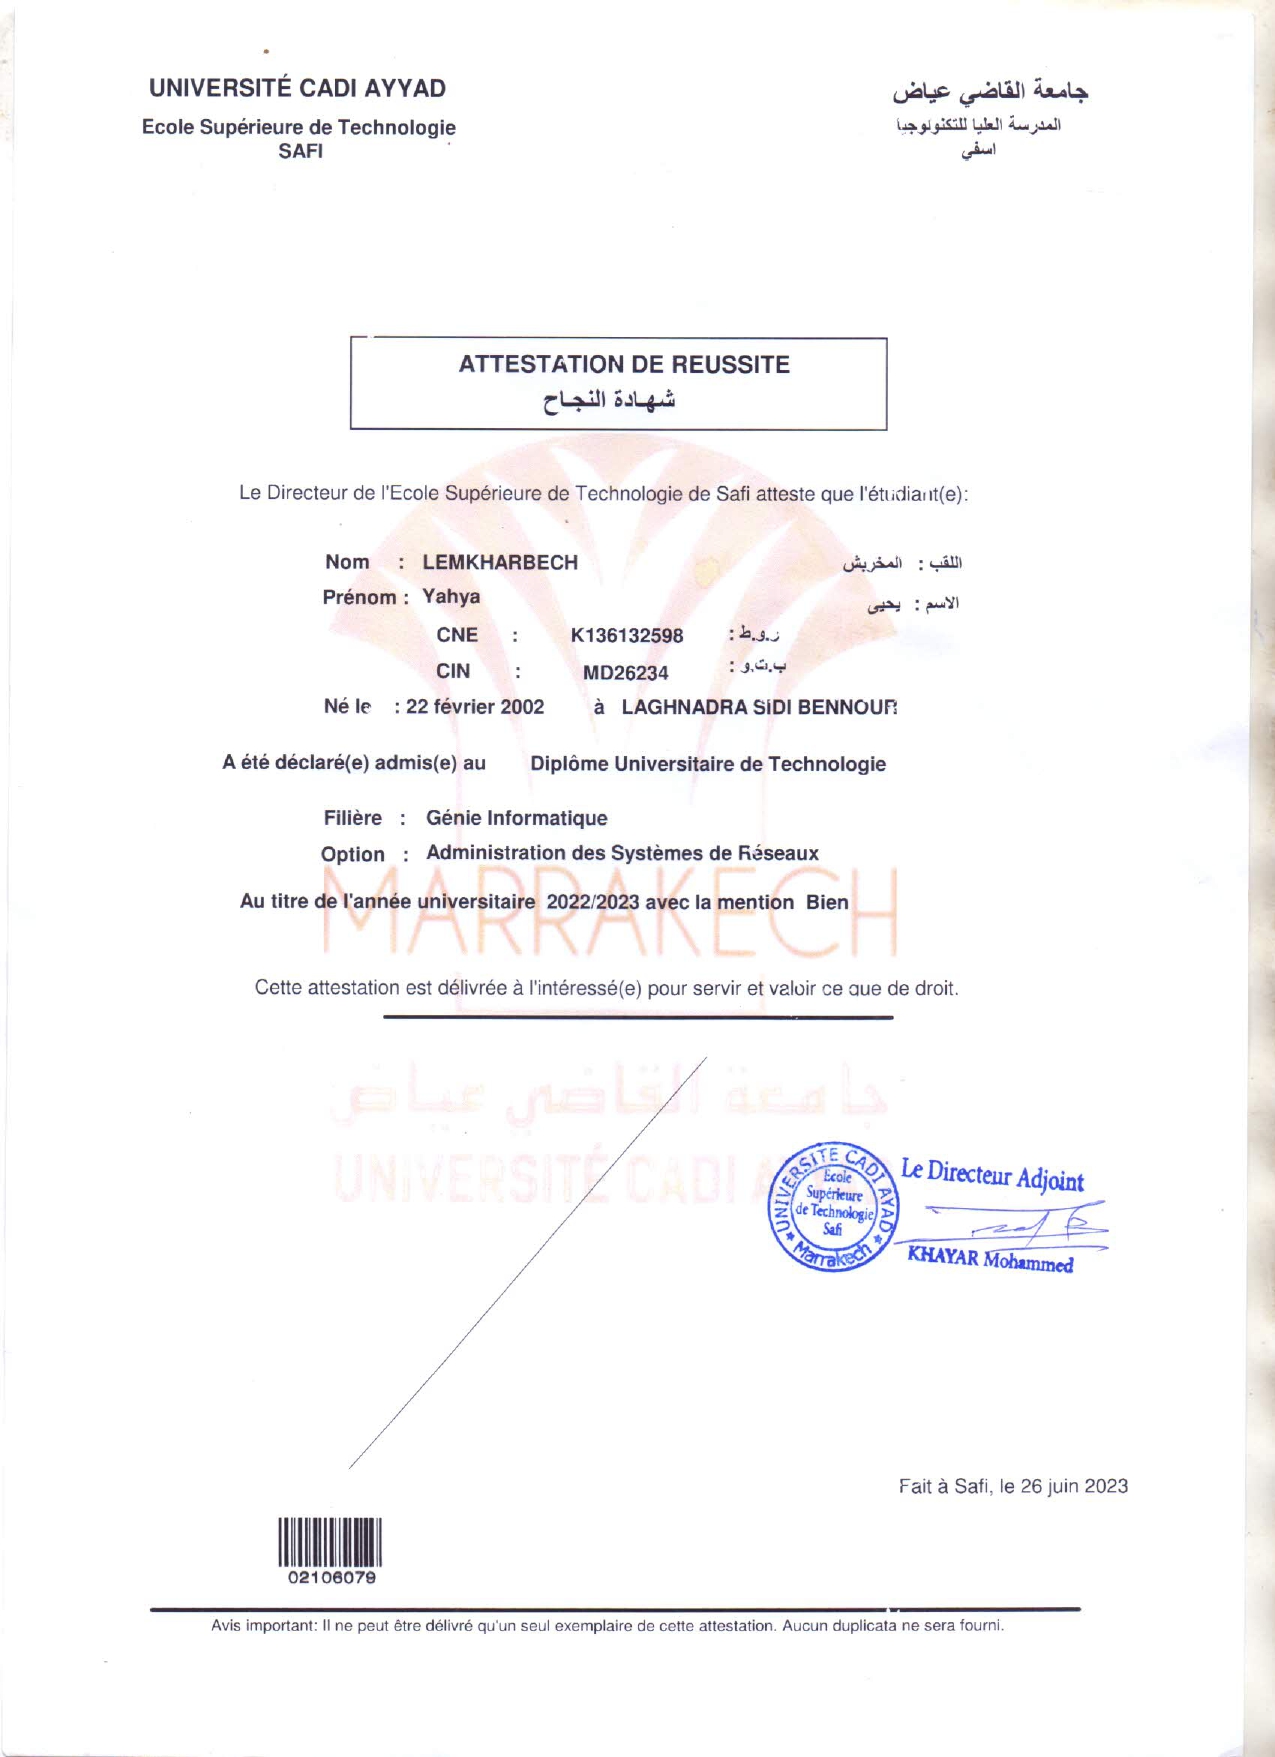 UNIVERSITÉ CADI AYYAD
Ecole Supérieure de Technologie
SAFI
جامعة القاضي عياض
المدرسة العليا للتكنولوجيا
اسفي
ATTESTATION DE REUSSITE
شهادة النجاح
Le Directeur de l'Ecole Supérieure de Technologie de Safi atteste que l'étudiant(e):
Nom : LEMKHARBECH اللقب : المخربش
Prénom : Yahya الاسم : يحيى
CNE : K136132598 ر.و.ط :
CIN : MD26234 ب.ت.و :
Né le : 22 février 2002 à LAGHNADRA SIDI BENNOUR
A été déclaré(e) admis(e) au Diplôme Universitaire de Technologie
Filière : Génie Informatique
Option : Administration des Systèmes de Réseaux
MARRAKECH
Au titre de l'année universitaire 2022/2023 avec la mention Bien
Cette attestation est délivrée à l'intéressé(e) pour servir et valoir ce que de droit.
جامعة القاضي عياض
UNIVERSITÉ CADI
UNIVERSITE CADI AYAD
Ecole
Supérieure
de Technologie
Safi
Marrakech
Le Directeur Adjoint
KHAYAR Mohammed
Fait à Safi, le 26 juin 2023
02106079
Avis important: Il ne peut être délivré qu'un seul exemplaire de cette attestation. Aucun duplicata ne sera fourni.